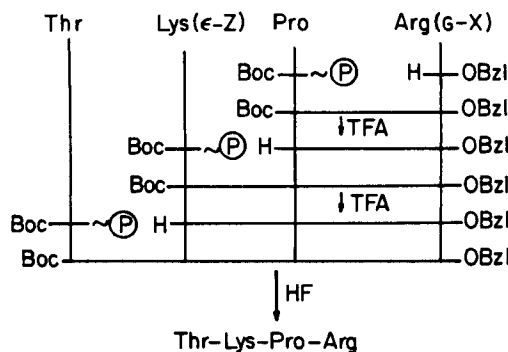 Thr Lys(ϵ-Z) Pro Arg(G-X)
Boc ~Ⓟ H OBzl
Boc OBzl
↓TFA
Boc ~Ⓟ H OBzl
Boc OBzl
↓TFA
Boc ~Ⓟ H OBzl
Boc OBzl
HF
Thr-Lys-Pro-Arg